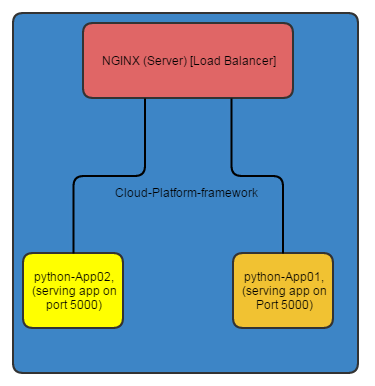 NGINX (Server) [Load Balancer]
Cloud-Platform-framework
python-App02,
(serving app on
port 5000)
python-App01,
(serving app on
Port 5000)